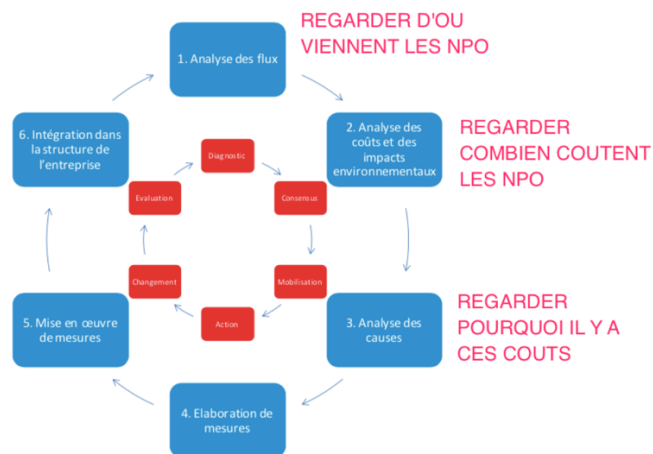 REGARDER D'OU
VIENNENT LES NPO
1. Analyse des flux
2. Analyse des
coûts et des
impacts
environnementaux
REGARDER
COMBIEN COUTENT
LES NPO
3. Analyse des
causes
REGARDER
POURQUOI IL Y A
CES COUTS
4. Elaboration de
mesures
5. Mise en œuvre
de mesures
6. Intégration dans
la structure de
l'entreprise
Diagnostic
Consensus
Mobilisation
Action
Changement
Evaluation